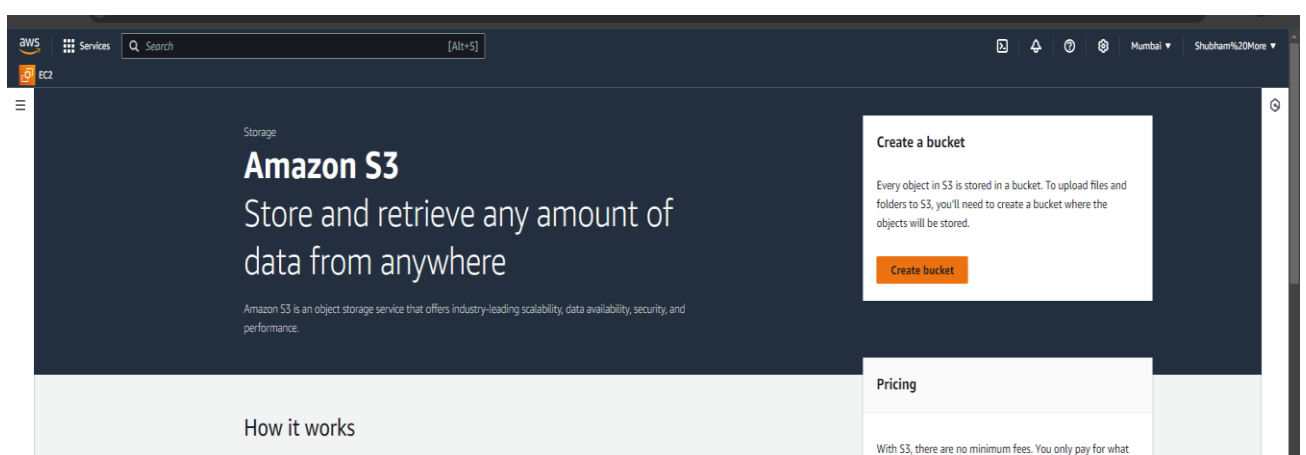 aws
Services
Search
[Alt+S]
Mumbai ▼
Shubham%20More ▼
EC2
Storage
Amazon S3
Store and retrieve any amount of
data from anywhere
Amazon S3 is an object storage service that offers industry-leading scalability, data availability, security, and
performance.
Create a bucket
Every object in S3 is stored in a bucket. To upload files and
folders to S3, you'll need to create a bucket where the
objects will be stored.
Create bucket
Pricing
With S3, there are no minimum fees. You only pay for what
How it works